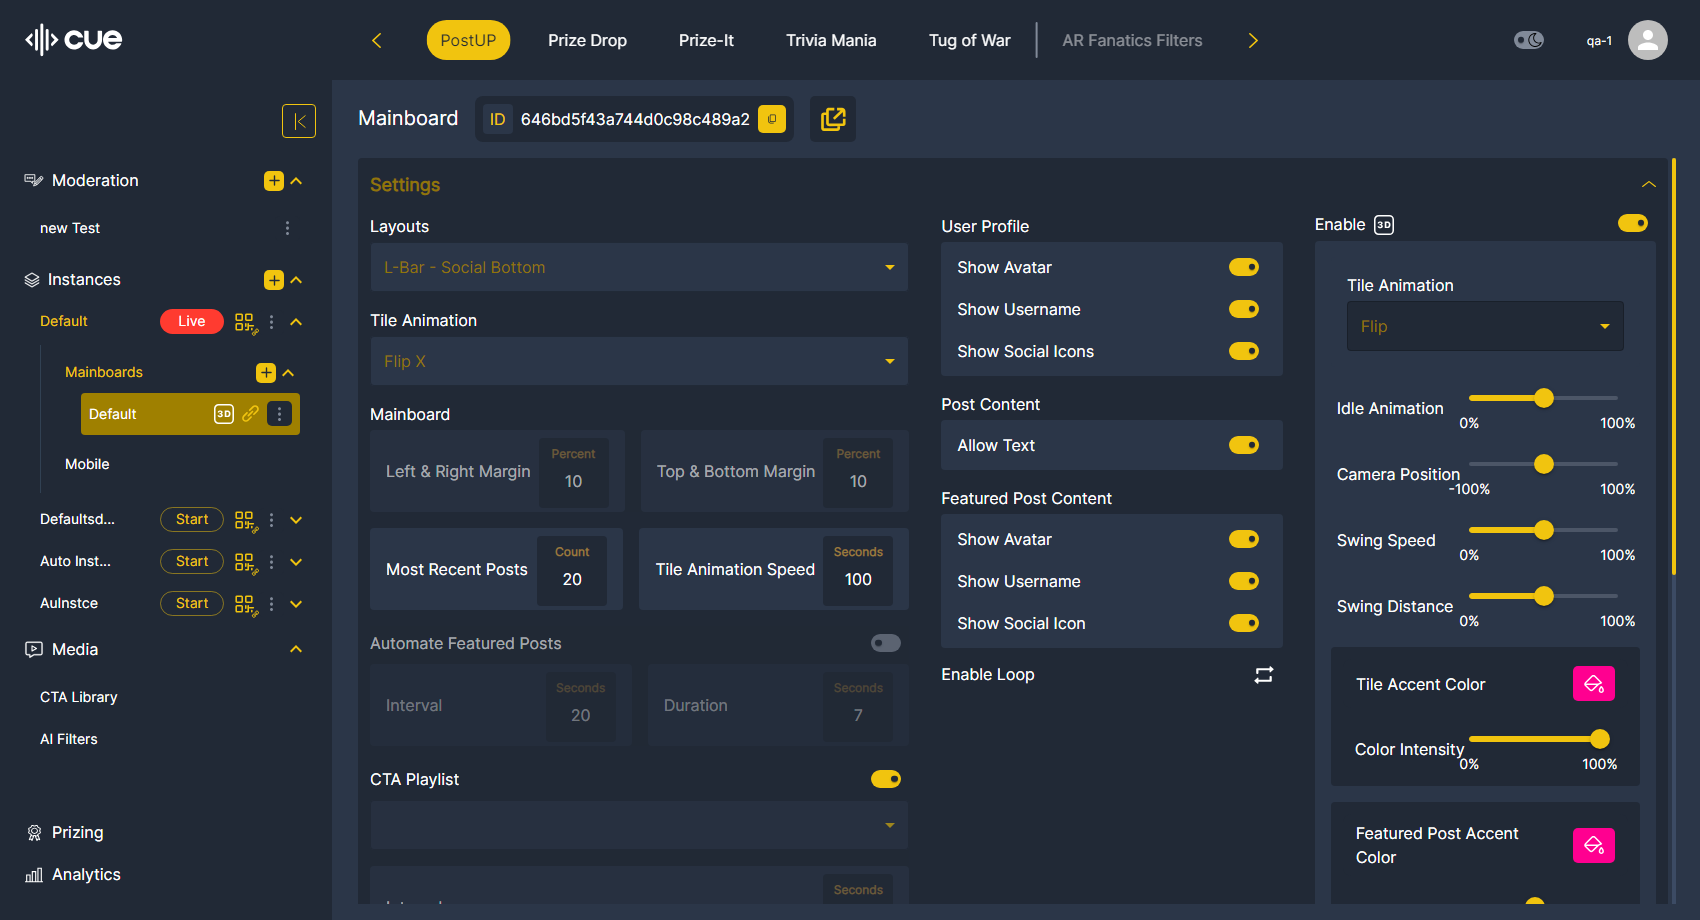 cue
PostUP
Prize Drop
Prize-It
Trivia Mania
Tug of War
AR Fanatics Filters
qa-1
Moderation
new Test
Instances
Default
Live
Mainboards
Default
3D
Mobile
Defaultsd...
Start
Auto Inst...
Start
AuInstce
Start
Media
CTA Library
AI Filters
Prizing
Analytics
Mainboard
ID
646bd5f43a744d0c98c489a2
Settings
Layouts
L-Bar - Social Bottom
Tile Animation
Flip X
Mainboard
Left & Right Margin
Percent
10
Top & Bottom Margin
Percent
10
Most Recent Posts
Count
20
Tile Animation Speed
Seconds
100
Automate Featured Posts
Interval
Seconds
20
Duration
Seconds
7
CTA Playlist
Seconds
User Profile
Show Avatar
Show Username
Show Social Icons
Post Content
Allow Text
Featured Post Content
Show Avatar
Show Username
Show Social Icon
Enable Loop
Enable 3D
Tile Animation
Flip
Idle Animation
0% 100%
Camera Position
-100% 100%
Swing Speed
0% 100%
Swing Distance
0% 100%
Tile Accent Color
Color Intensity
0% 100%
Featured Post Accent
Color